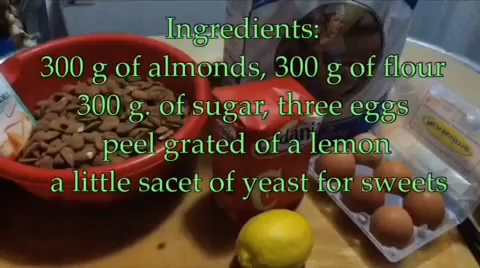 Ingredients:
300 g of almonds, 300 g of flour
300 g. of sugar, three eggs
peel grated of a lemon
a little sacet of yeast for sweets